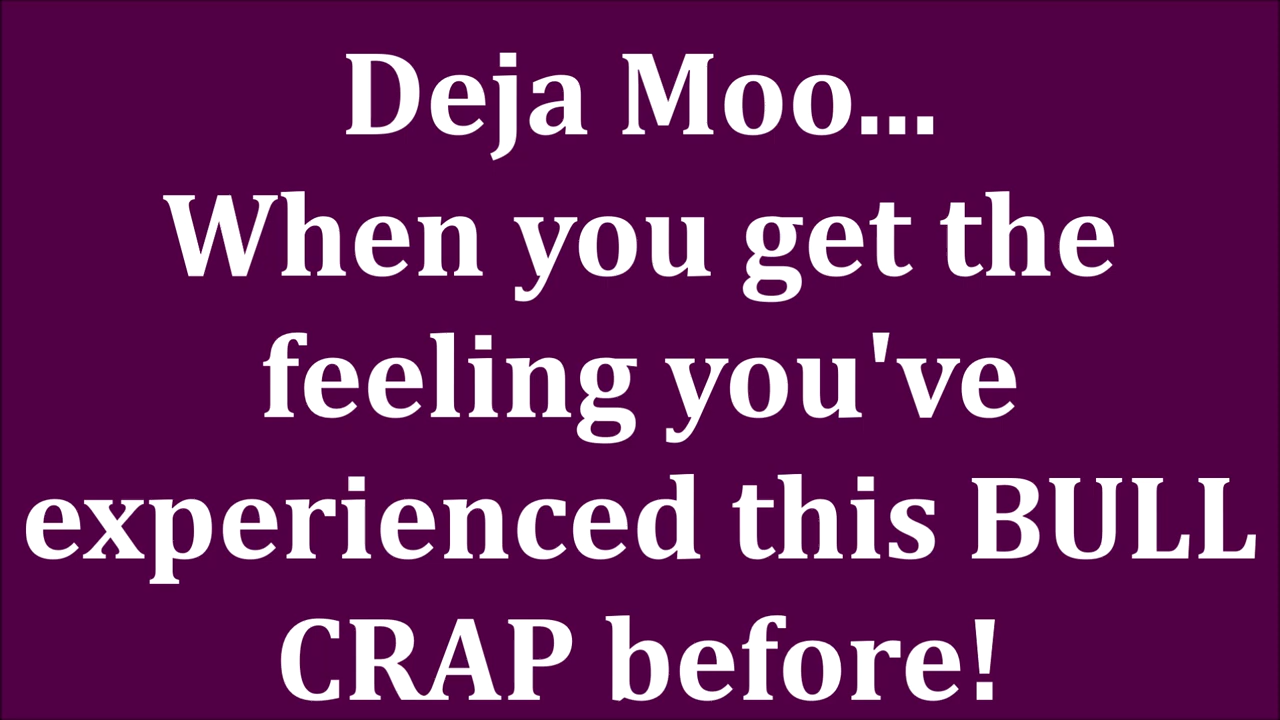 Deja Moo...
When you get the
feeling you've
experienced this BULL
CRAP before!